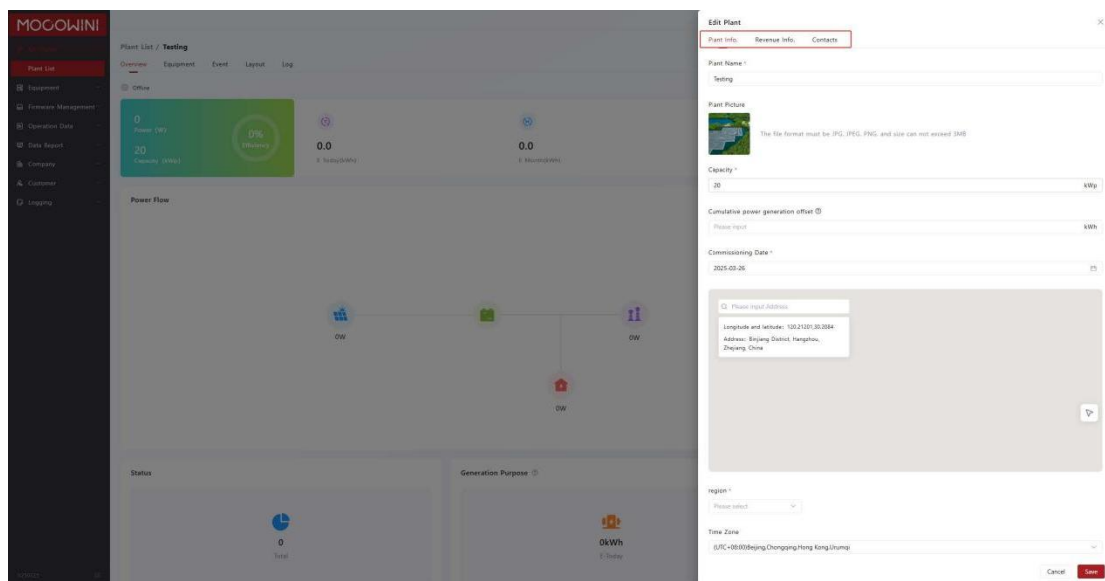 MOCOWINI
Plant List
Equipment
Firmware Management
Operation Data
Data Report
Company
Customer
Logging
Plant List / Testing
Overview Equipment Event Layout Log
Offline
0
Power (W)
20
Capacity (kWp)
0%
Efficiency
0.0
E-Today(kWh)
0.0
E-Month(kWh)
Power Flow
0W
0W
0W
Status
0
Total
Generation Purpose
0kWh
E-Today
Edit Plant
Plant Info. Revenue Info. Contacts
Plant Name *
Testing
Plant Picture
The file format must be JPG, JPEG, PNG, and size can not exceed 3MB
Capacity *
20 kWp
Cumulative power generation offset
Please input kWh
Commissioning Date *
2025-03-26
Please input Address
Longitude and latitude: 120.21201,30.2084
Address: Binjiang District, Hangzhou,
Zhejiang, China
region *
Please select
Time Zone
(UTC+08:00)Beijing,Chongqing,Hong Kong,Urumqi
Cancel Save